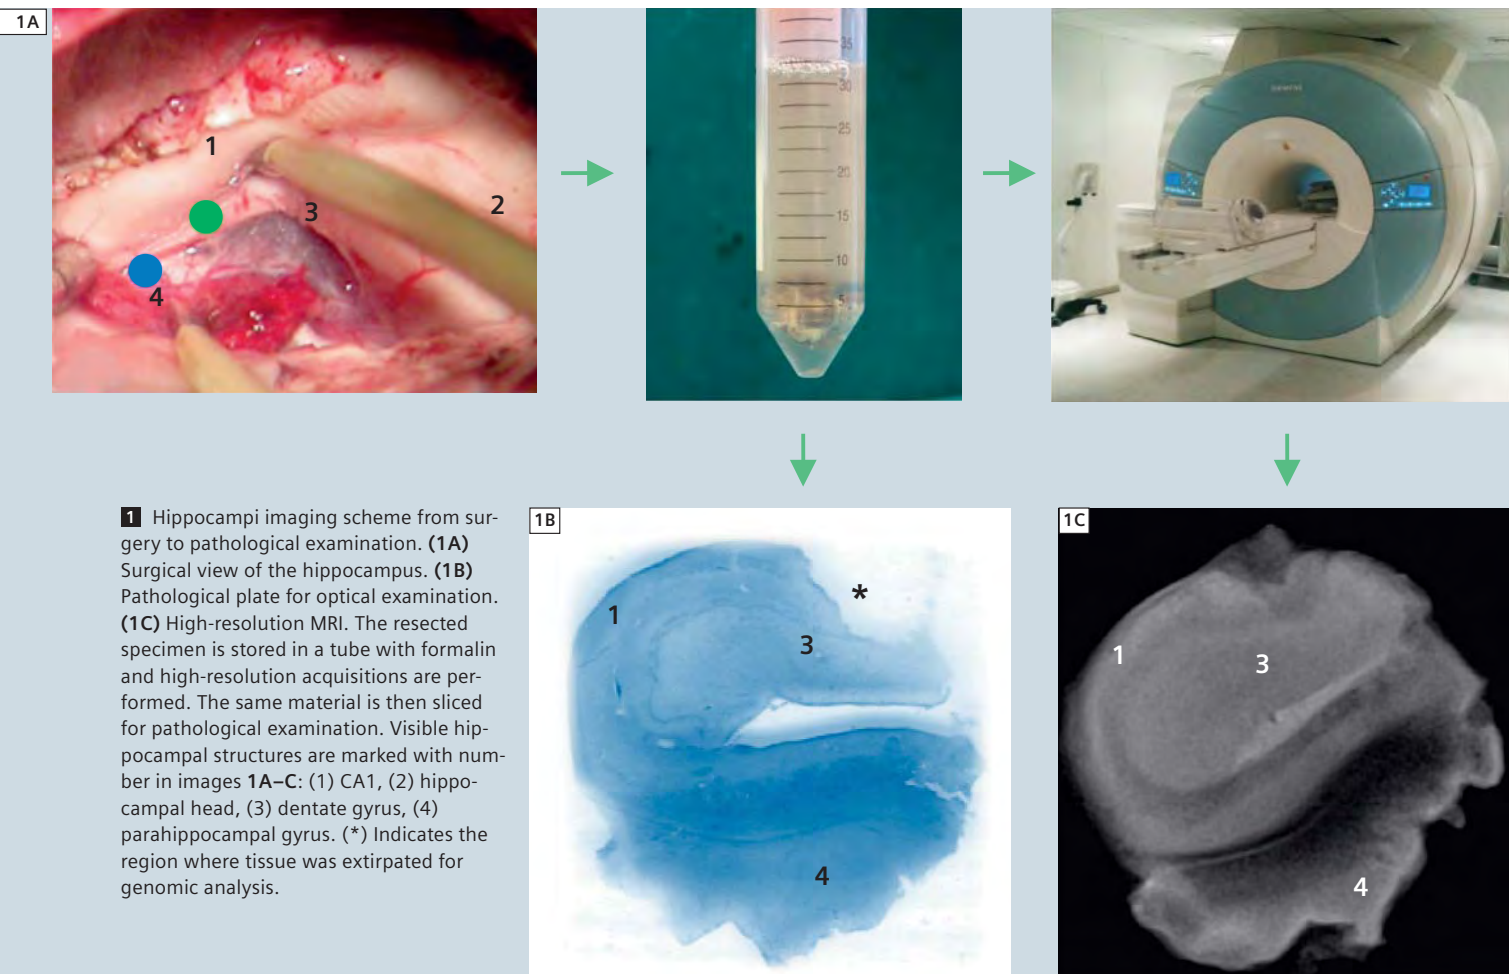 1A
1
2
3
4
35
30
25
20
15
10
5
SIEMENS
1 Hippocampi imaging scheme from sur-
gery to pathological examination. (1A)
Surgical view of the hippocampus. (1B)
Pathological plate for optical examination.
(1C) High-resolution MRI. The resected
specimen is stored in a tube with formalin
and high-resolution acquisitions are per-
formed. The same material is then sliced
for pathological examination. Visible hip-
pocampal structures are marked with num-
ber in images 1A–C: (1) CA1, (2) hippo-
campal head, (3) dentate gyrus, (4)
parahippocampal gyrus. (*) Indicates the
region where tissue was extirpated for
genomic analysis.
1B
*
1
3
4
1C
1
3
4